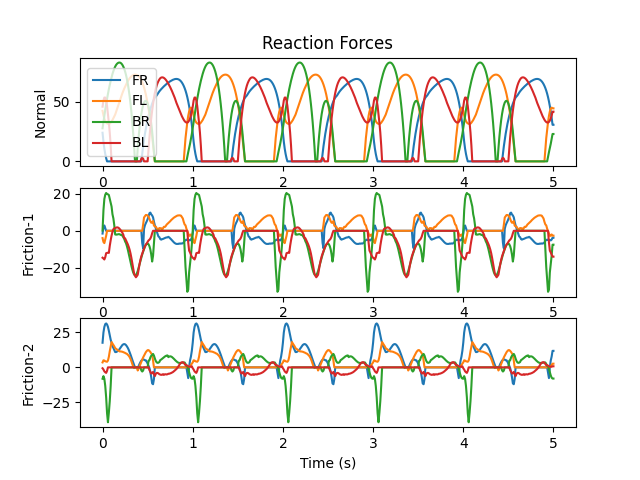 Reaction Forces
Normal
50
0
FR
FL
BR
BL
0 1 2 3 4 5
Friction-1
20
0
−20
0 1 2 3 4 5
Friction-2
25
0
−25
0 1 2 3 4 5
Time (s)